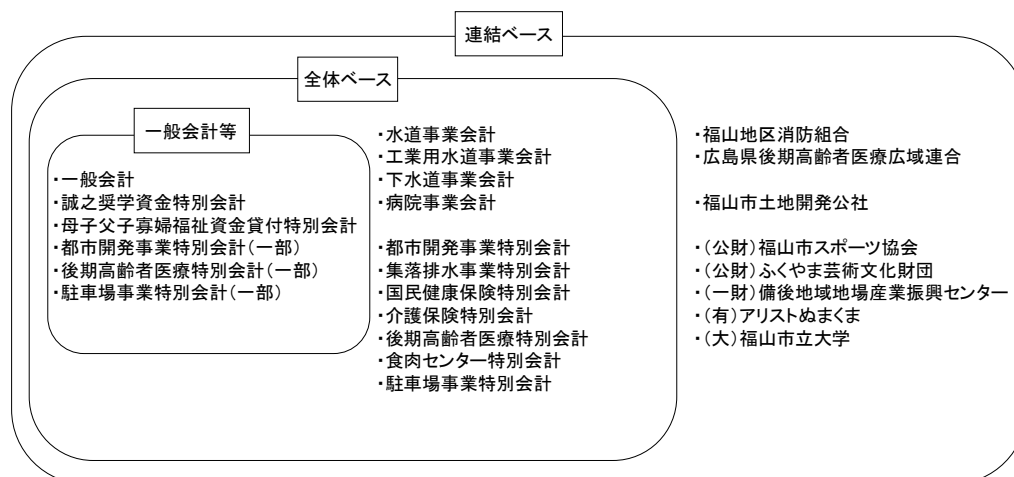 連結ベース
全体ベース
一般会計等
・一般会計
・誠之奨学資金特別会計
・母子父子寡婦福祉資金貸付特別会計
・都市開発事業特別会計(一部)
・後期高齢者医療特別会計(一部)
・駐車場事業特別会計(一部)
・水道事業会計
・工業用水道事業会計
・下水道事業会計
・病院事業会計
・都市開発事業特別会計
・集落排水事業特別会計
・国民健康保険特別会計
・介護保険特別会計
・後期高齢者医療特別会計
・食肉センター特別会計
・駐車場事業特別会計
・福山地区消防組合
・広島県後期高齢者医療広域連合
・福山市土地開発公社
・(公財)福山市スポーツ協会
・(公財)ふくやま芸術文化財団
・(一財)備後地域地場産業振興センター
・(有)アリストぬまくま
・(大)福山市立大学